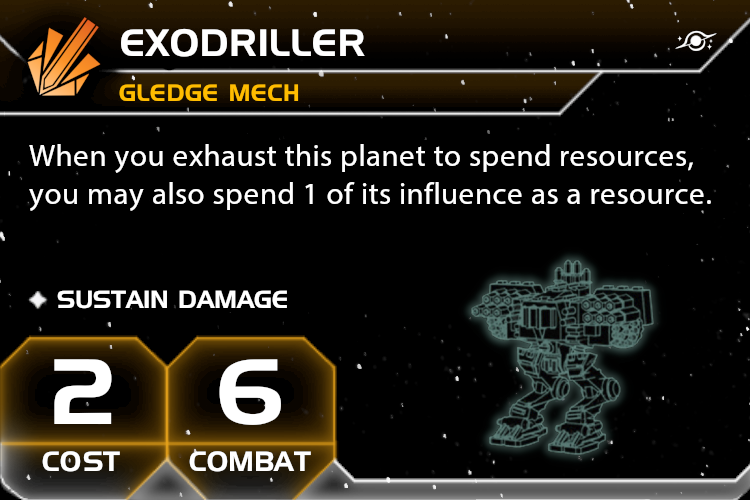 EXODRILLER
GLEDGE MECH
When you exhaust this planet to spend resources,
you may also spend 1 of its influence as a resource.
SUSTAIN DAMAGE
2 6
COST COMBAT